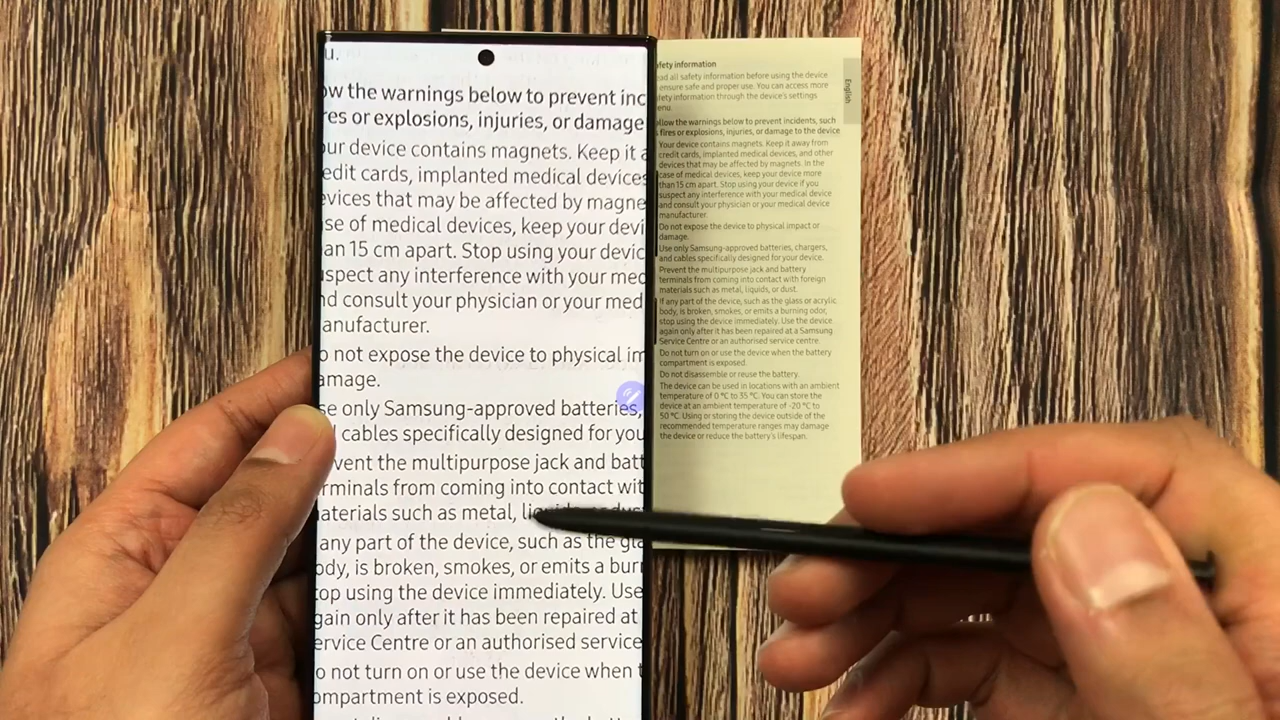 u.
ow the warnings below to prevent inc
res or explosions, injuries, or damage
our device contains magnets. Keep it a
edit cards, implanted medical devices
evices that may be affected by magne
se of medical devices, keep your devi
an 15 cm apart. Stop using your devic
uspect any interference with your med
nd consult your physician or your med
anufacturer.
o not expose the device to physical im
amage.
se only Samsung-approved batteries,
cables specifically designed for you
vent the multipurpose jack and batt
rminals from coming into contact wit
aterials such as metal,
any part of the device, such as the gla
ody, is broken, smokes, or emits a bur
top using the device immediately. Use
gain only after it has been repaired at
ervice Centre or an authorised service
o not turn on or use the device when t
ompartment is exposed.
English
fety information
ead all safety information before using the device
ensure safe and proper use. You can access more
fety information through the device's settings
enu.
llow the warnings below to prevent incidents, such
fires or explosions, injuries, or damage to the device
Your device contains magnets. Keep it away from
credit cards, implanted medical devices, and other
devices that may be affected by magnets. In the
case of medical devices, keep your device more
than 15 cm apart. Stop using your device if you
suspect any interference with your medical device
and consult your physician or your medical device
manufacturer.
Do not expose the device to physical impact or
damage.
Use only Samsung-approved batteries, chargers,
and cables specifically designed for your device.
Prevent the multipurpose jack and battery
terminals from coming into contact with foreign
materials such as metal, liquids, or dust.
If any part of the device, such as the glass or acrylic
body, is broken, smokes, or emits a burning odor,
stop using the device immediately. Use the device
again only after it has been repaired at a Samsung
Service Centre or an authorised service centre.
Do not turn on or use the device when the battery
compartment is exposed.
Do not disassemble or reuse the battery.
The device can be used in locations with an ambient
temperature of 0 °C to 35 °C. You can store the
device at an ambient temperature of -20 °C to
50 °C. Using or storing the device outside of the
recommended temperature ranges may damage
the device or reduce the battery's lifespan.